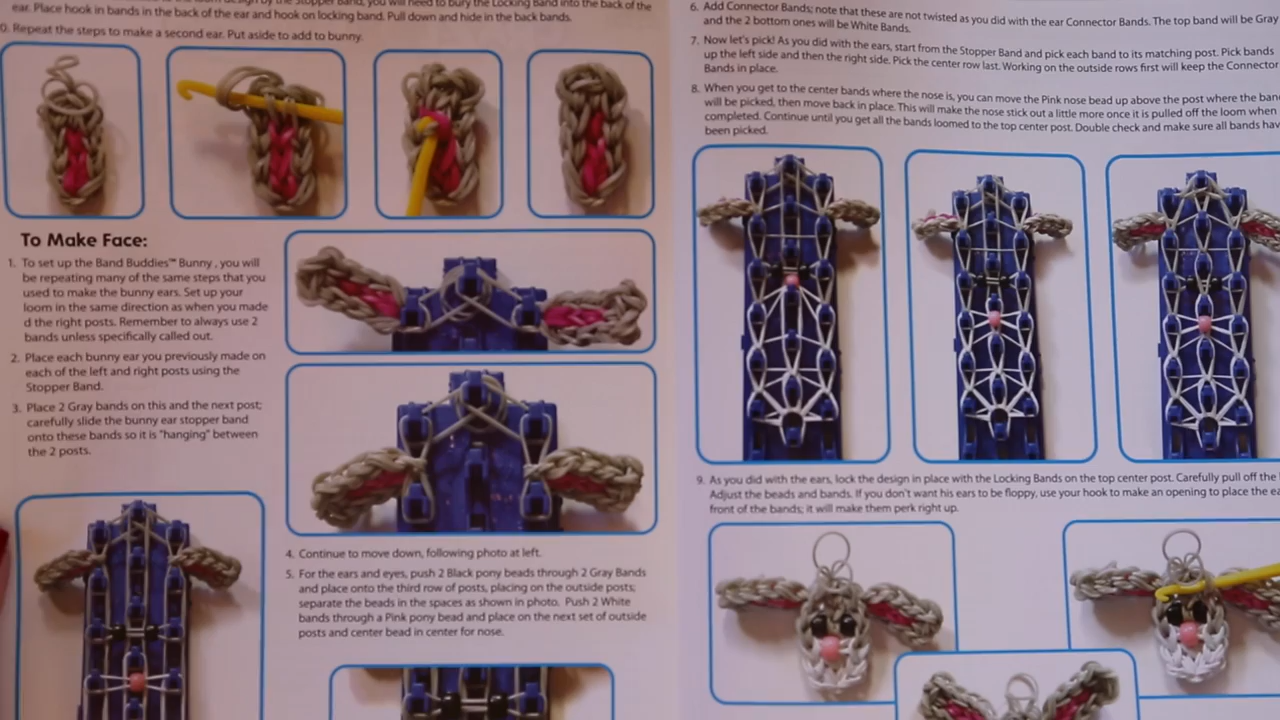 design by the Stopper Band, you will need to bury the Locking Band into the back of the
ear. Place hook in bands in the back of the ear and hook on locking band. Pull down and hide in the back bands.
0. Repeat the steps to make a second ear. Put aside to add to bunny.
To Make Face:
1. To set up the Band Buddies™ Bunny , you will
be repeating many of the same steps that you
used to make the bunny ears. Set up your
loom in the same direction as when you made
d the right posts. Remember to always use 2
bands unless specifically called out.
2. Place each bunny ear you previously made on
each of the left and right posts using the
Stopper Band.
3. Place 2 Gray bands on this and the next post;
carefully slide the bunny ear stopper band
onto these bands so it is "hanging" between
the 2 posts.
4. Continue to move down, following photo at left.
5. For the ears and eyes, push 2 Black pony beads through 2 Gray Bands
and place onto the third row of posts, placing on the outside posts;
separate the beads in the spaces as shown in photo. Push 2 White
bands through a Pink pony bead and place on the next set of outside
posts and center bead in center for nose.
6. Add Connector Bands; note that these are not twisted as you did with the ear Connector Bands. The top band will be Gray
and the 2 bottom ones will be White Bands.
7. Now let's pick! As you did with the ears, start from the Stopper Band and pick each band to its matching post. Pick bands
up the left side and then the right side. Pick the center row last. Working on the outside rows first will keep the Connector
Bands in place.
8. When you get to the center bands where the nose is, you can move the Pink nose bead up above the post where the ban
will be picked, then move back in place. This will make the nose stick out a little more once it is pulled off the loom when
completed. Continue until you get all the bands loomed to the top center post. Double check and make sure all bands hav
been picked.
9. As you did with the ears, lock the design in place with the Locking Bands on the top center post. Carefully pull off the
Adjust the beads and bands. If you don't want his ears to be floppy, use your hook to make an opening to place the ea
front of the bands; it will make them perk right up.